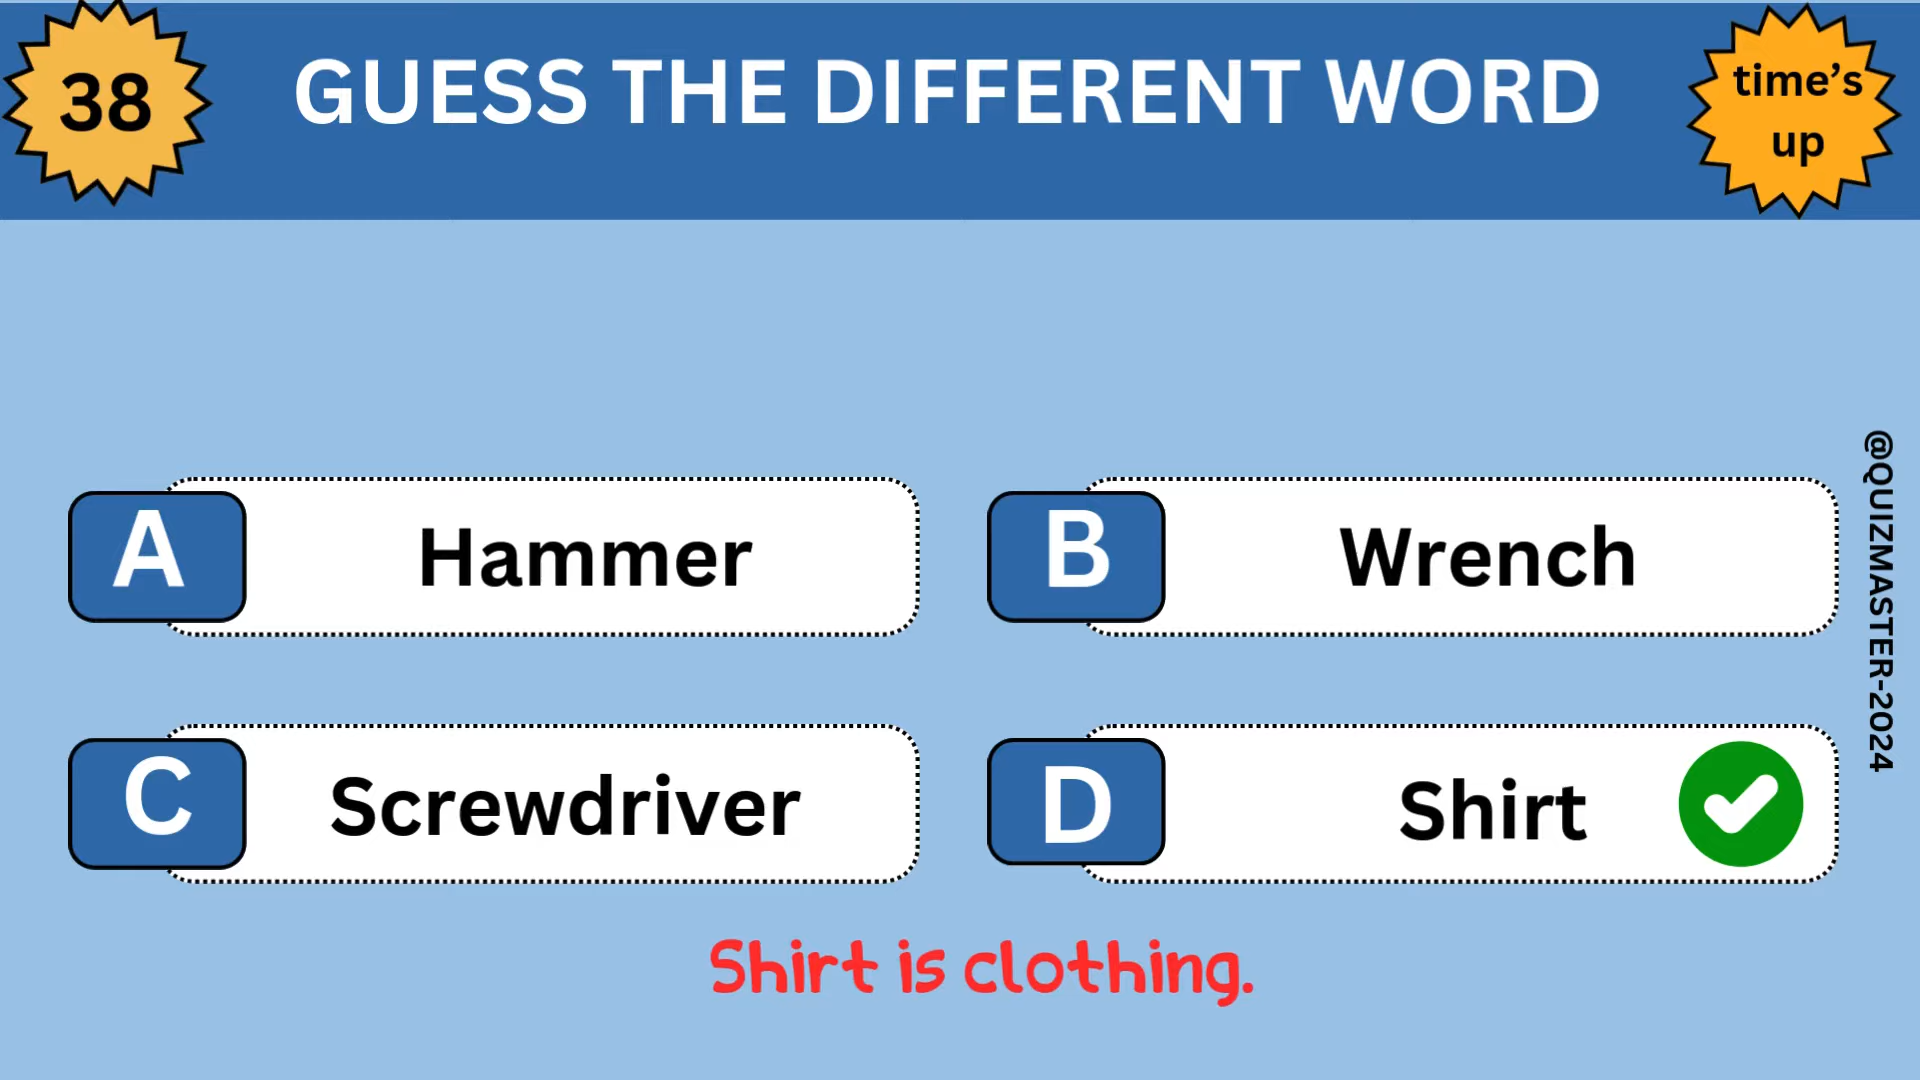 38
GUESS THE DIFFERENT WORD
time's
up
A
Hammer
B
Wrench
C
Screwdriver
D
Shirt
Shirt is clothing.
@QUIZMASTER-2024